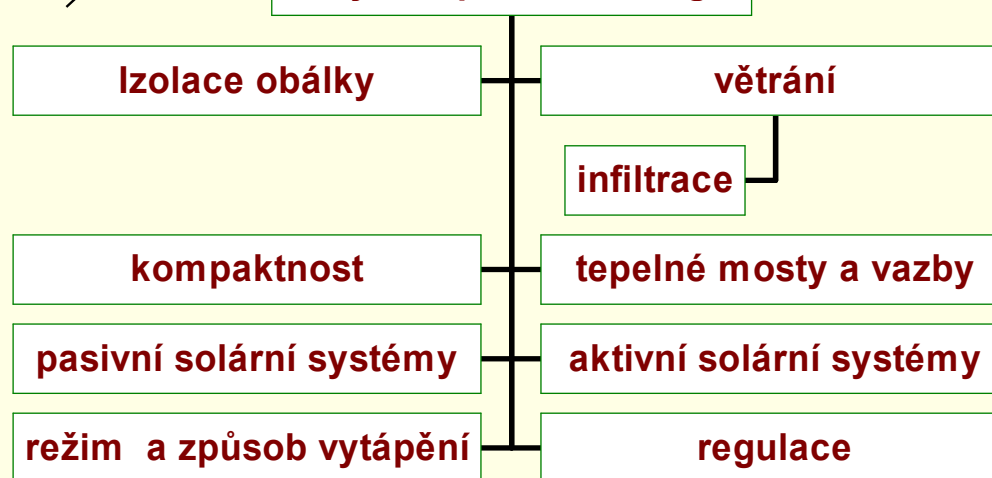 Izolace obálky
větrání
infiltrace
kompaktnost
tepelné mosty a vazby
pasivní solární systémy
aktivní solární systémy
režim a způsob vytápění
regulace